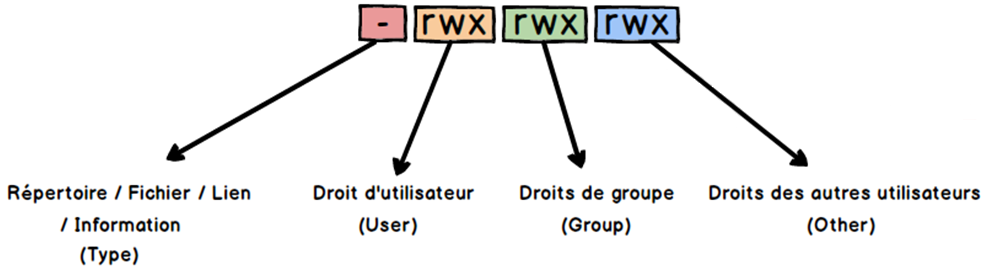 - rwx rwx rwx
Répertoire / Fichier / Lien
/ Information
(Type)
Droit d'utilisateur
(User)
Droits de groupe
(Group)
Droits des autres utilisateurs
(Other)